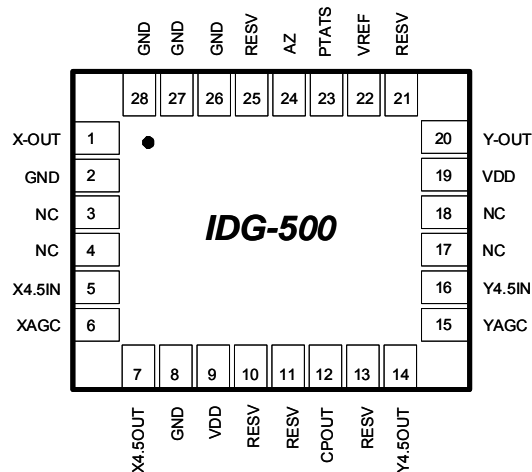 GND GND GND RESV AZ PTATS VREF RESV
28 27 26 25 24 23 22 21
X-OUT 1 20 Y-OUT
GND 2 19 VDD
NC 3 18 NC
IDG-500
NC 4 17 NC
X4.5IN 5 16 Y4.5IN
XAGC 6 15 YAGC
7 8 9 10 11 12 13 14
X4.5OUT GND VDD RESV RESV CPOUT RESV Y4.5OUT